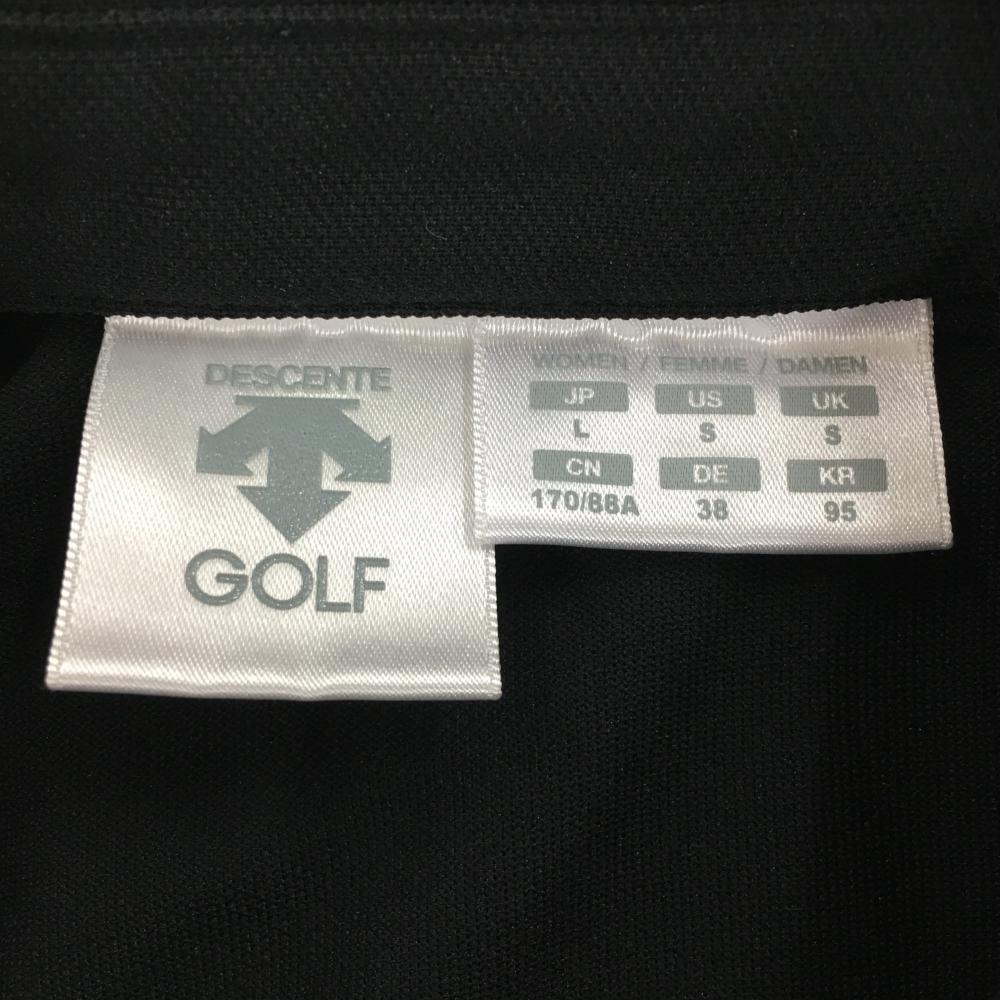 DESCENTE
GOLF
WOMEN / FEMME / DAMEN
JP US UK
L S S
CN DE KR
170/88A 38 95